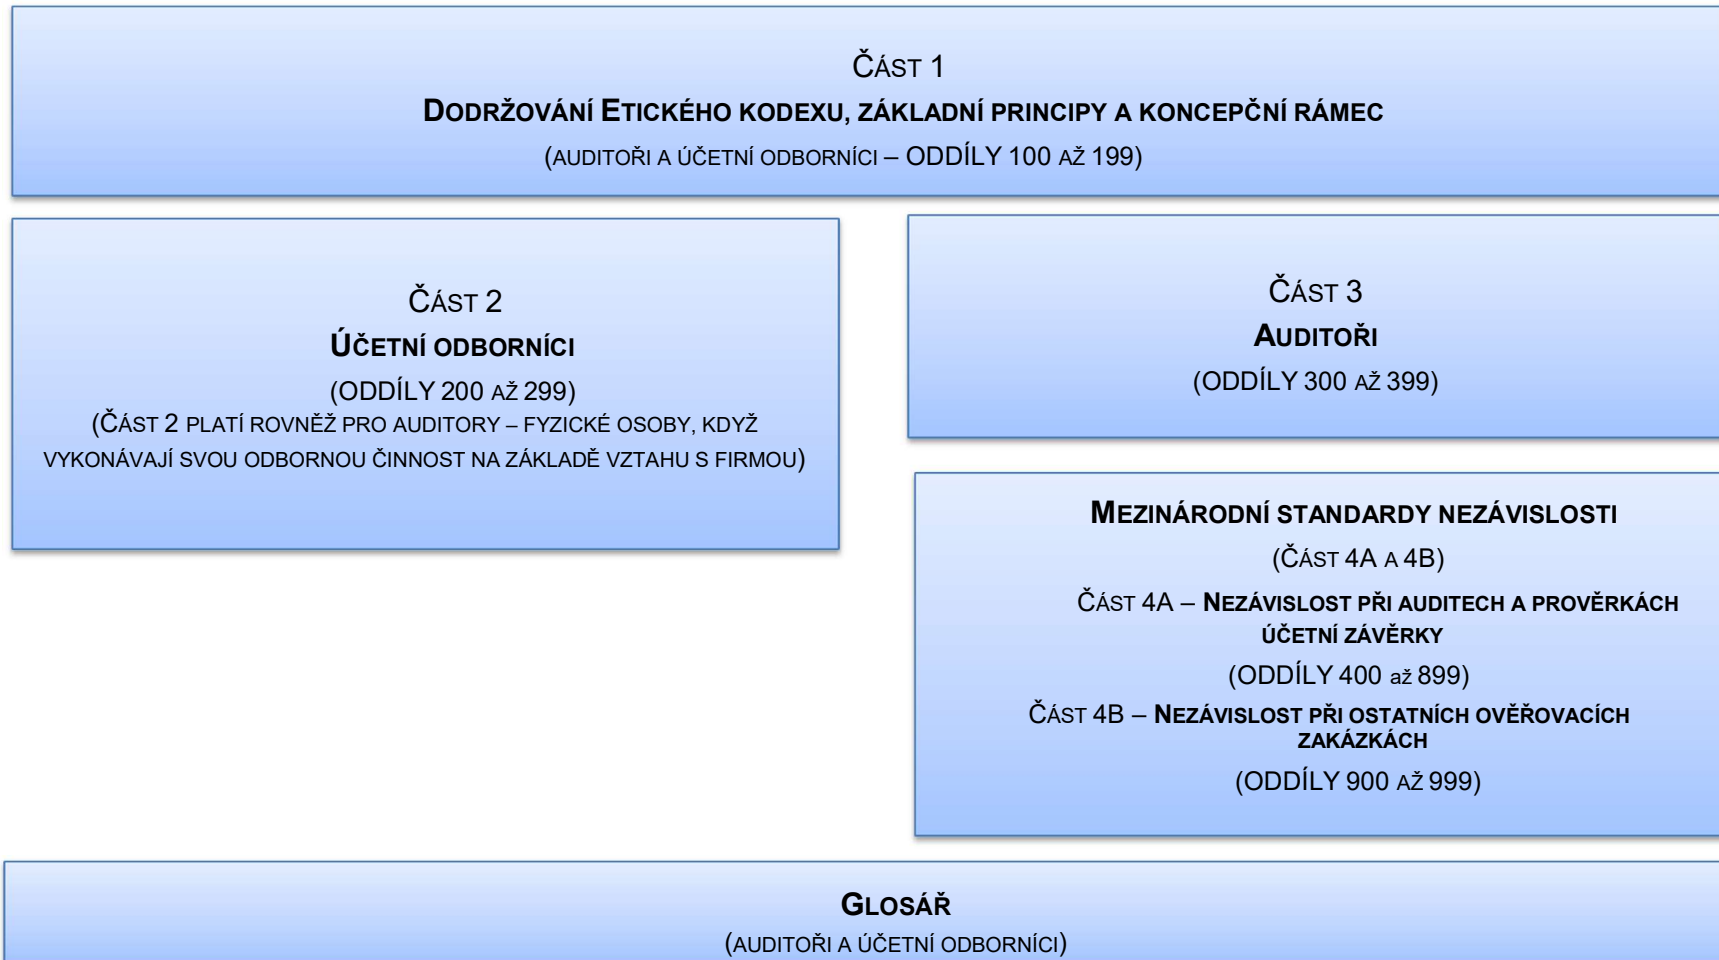 Část 1
Dodržování Etického kodexu, základní principy a koncepční rámec
(auditoři a účetní odborníci – ODDÍLY 100 až 199)
Část 2
Účetní odborníci
(ODDÍLY 200 až 299)
(Část 2 platí rovněž pro auditory – fyzické osoby, když
vykonávají svou odbornou činnost na základě vztahu s firmou)
Část 3
Auditoři
(ODDÍLY 300 až 399)
Mezinárodní standardy nezávislosti
(Část 4A a 4B)
Část 4A – Nezávislost při auditech a prověrkách
účetní závěrky
(ODDÍLY 400 až 899)
Část 4B – Nezávislost při ostatních ověřovacích
zakázkách
(ODDÍLY 900 až 999)
Glosář
(auditoři a účetní odborníci)